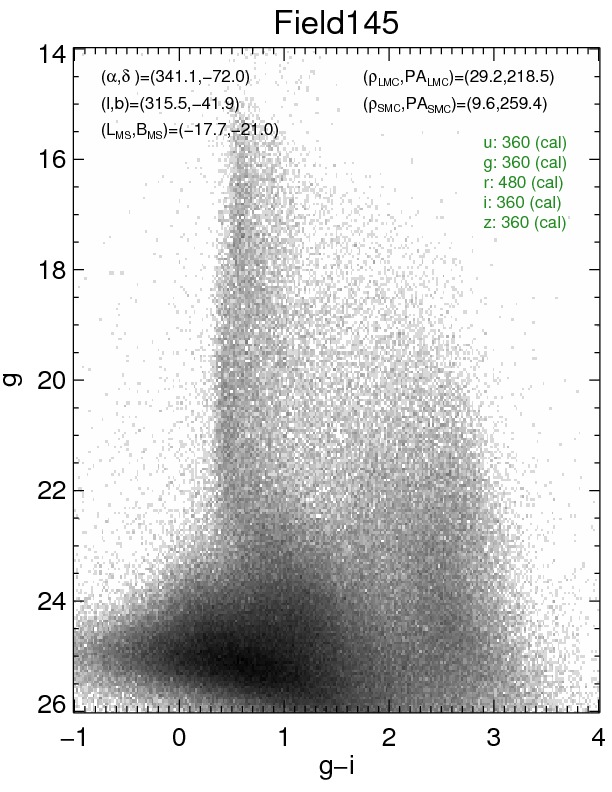 Field145
(α,δ )=(341.1,−72.0)
(ρLMC,PALMC)=(29.2,218.5)
(l,b)=(315.5,−41.9)
(ρSMC,PASMC)=(9.6,259.4)
(LMS,BMS)=(−17.7,−21.0)
u: 360 (cal)
g: 360 (cal)
r: 480 (cal)
i: 360 (cal)
z: 360 (cal)
14
16
18
20
22
24
26
g
−1 0 1 2 3 4
g−i